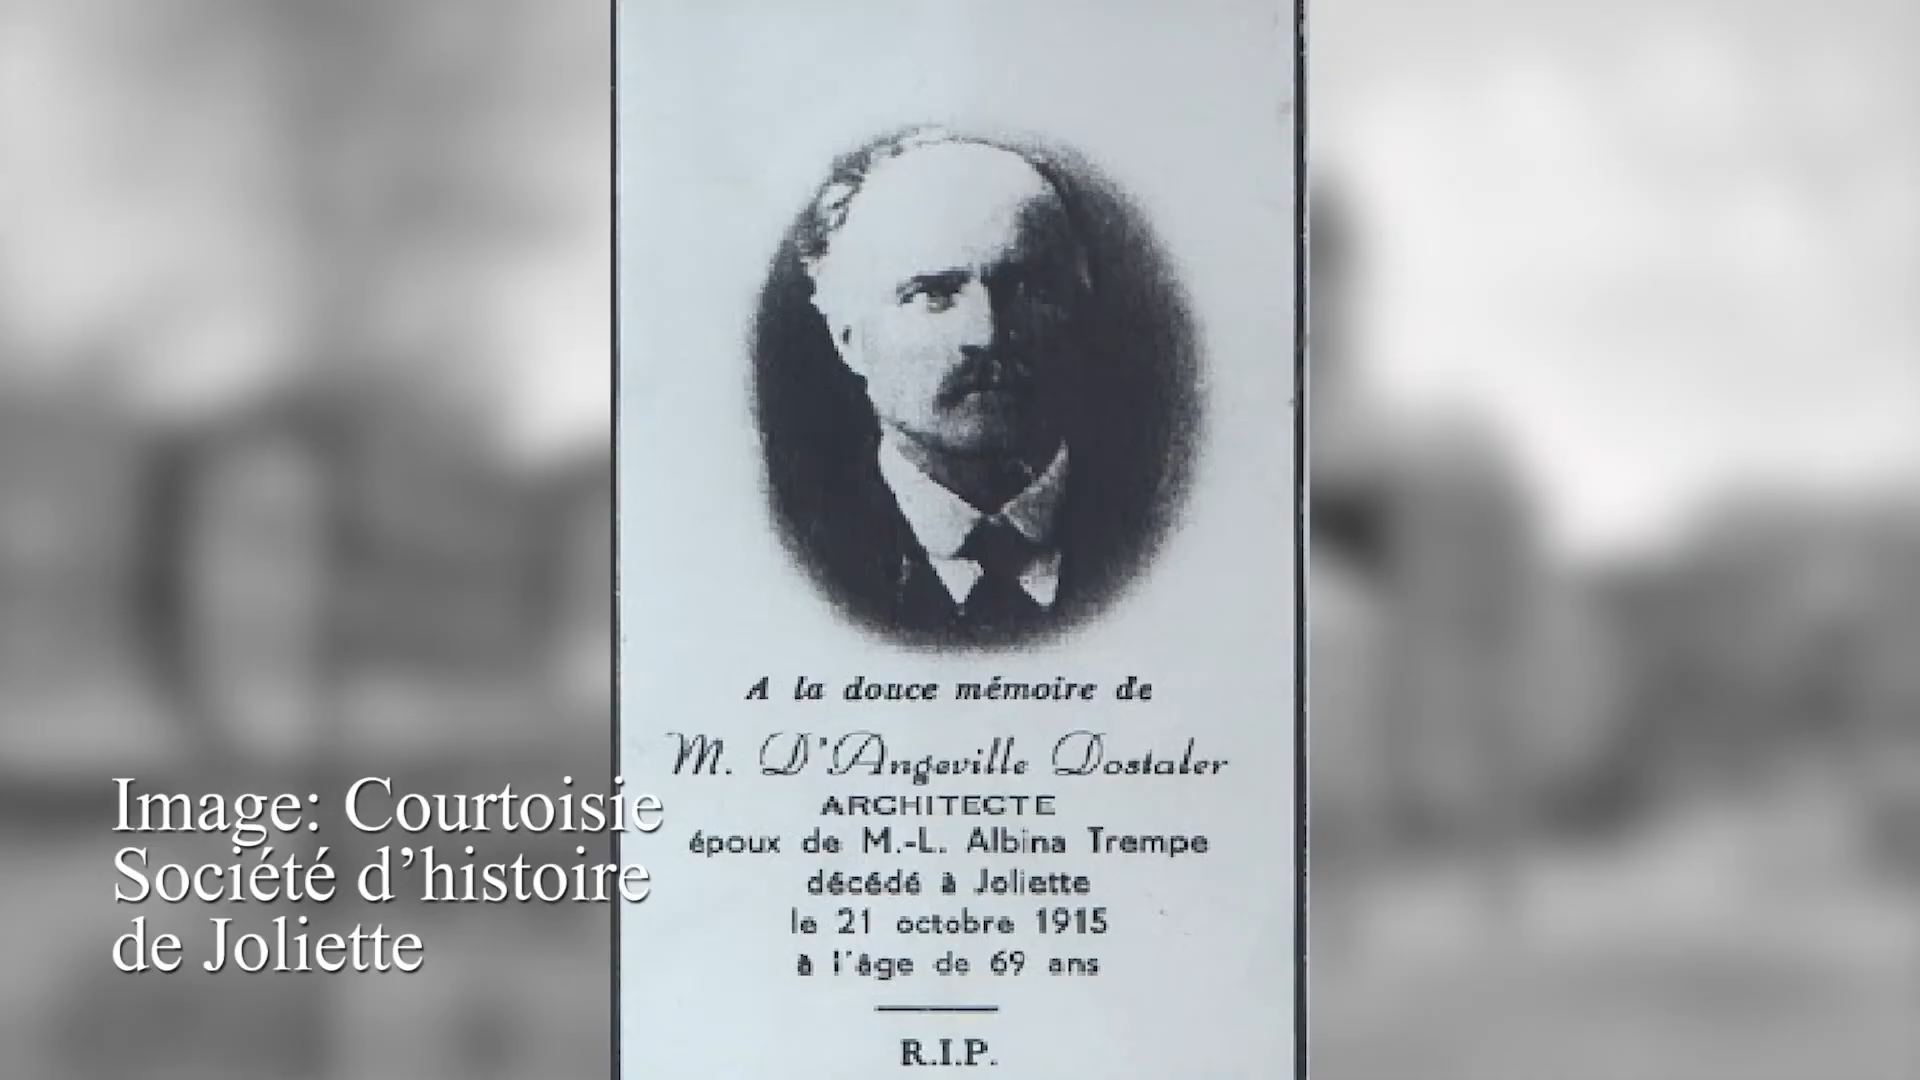 A la douce mémoire de
M. D'Angeville Dostaler
ARCHITECTE
époux de M.-L. Albina Trempe
décédé à Joliette
le 21 octobre 1915
à l'âge de 69 ans
R.I.P.
Image: Courtoisie
Société d’histoire
de Joliette